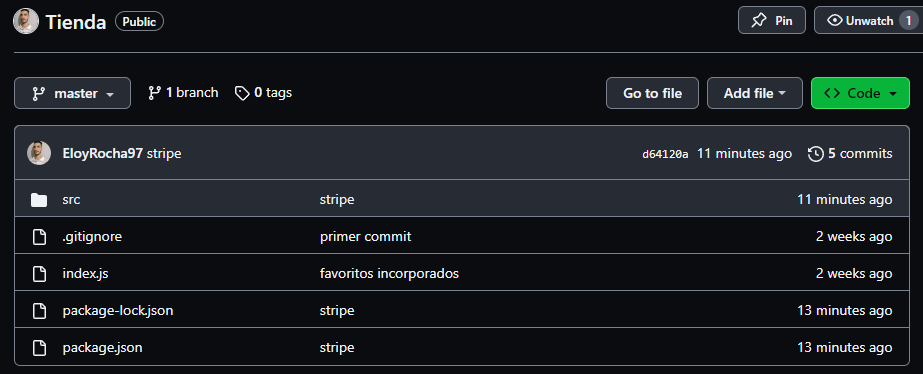 Tienda Public Pin Unwatch 1
master 1 branch 0 tags Go to file Add file Code
EloyRocha97 stripe d64120a 11 minutes ago 5 commits
src stripe 11 minutes ago
.gitignore primer commit 2 weeks ago
index.js favoritos incorporados 2 weeks ago
package-lock.json stripe 13 minutes ago
package.json stripe 13 minutes ago